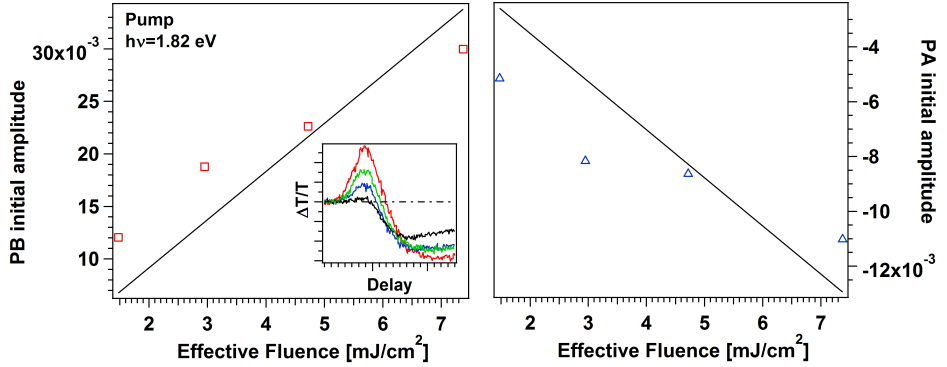 Pump
hν=1.82 eV
PB initial amplitude
30x10⁻³
25
20
15
10
2
3
4
5
6
7
Effective Fluence [mJ/cm²]
ΔT/T
Delay
PA initial amplitude
-4
-6
-8
-10
-12x10⁻³
2
3
4
5
6
7
Effective Fluence [mJ/cm²]